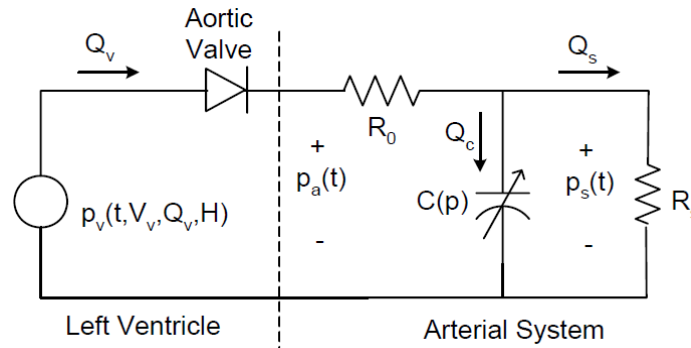 Aortic
Valve
Q_v
Q_s
R_0
Q_c
+
p_a(t)
-
+
p_s(t)
-
C(p)
R
p_v(t,V_v,Q_v,H)
Left Ventricle
Arterial System